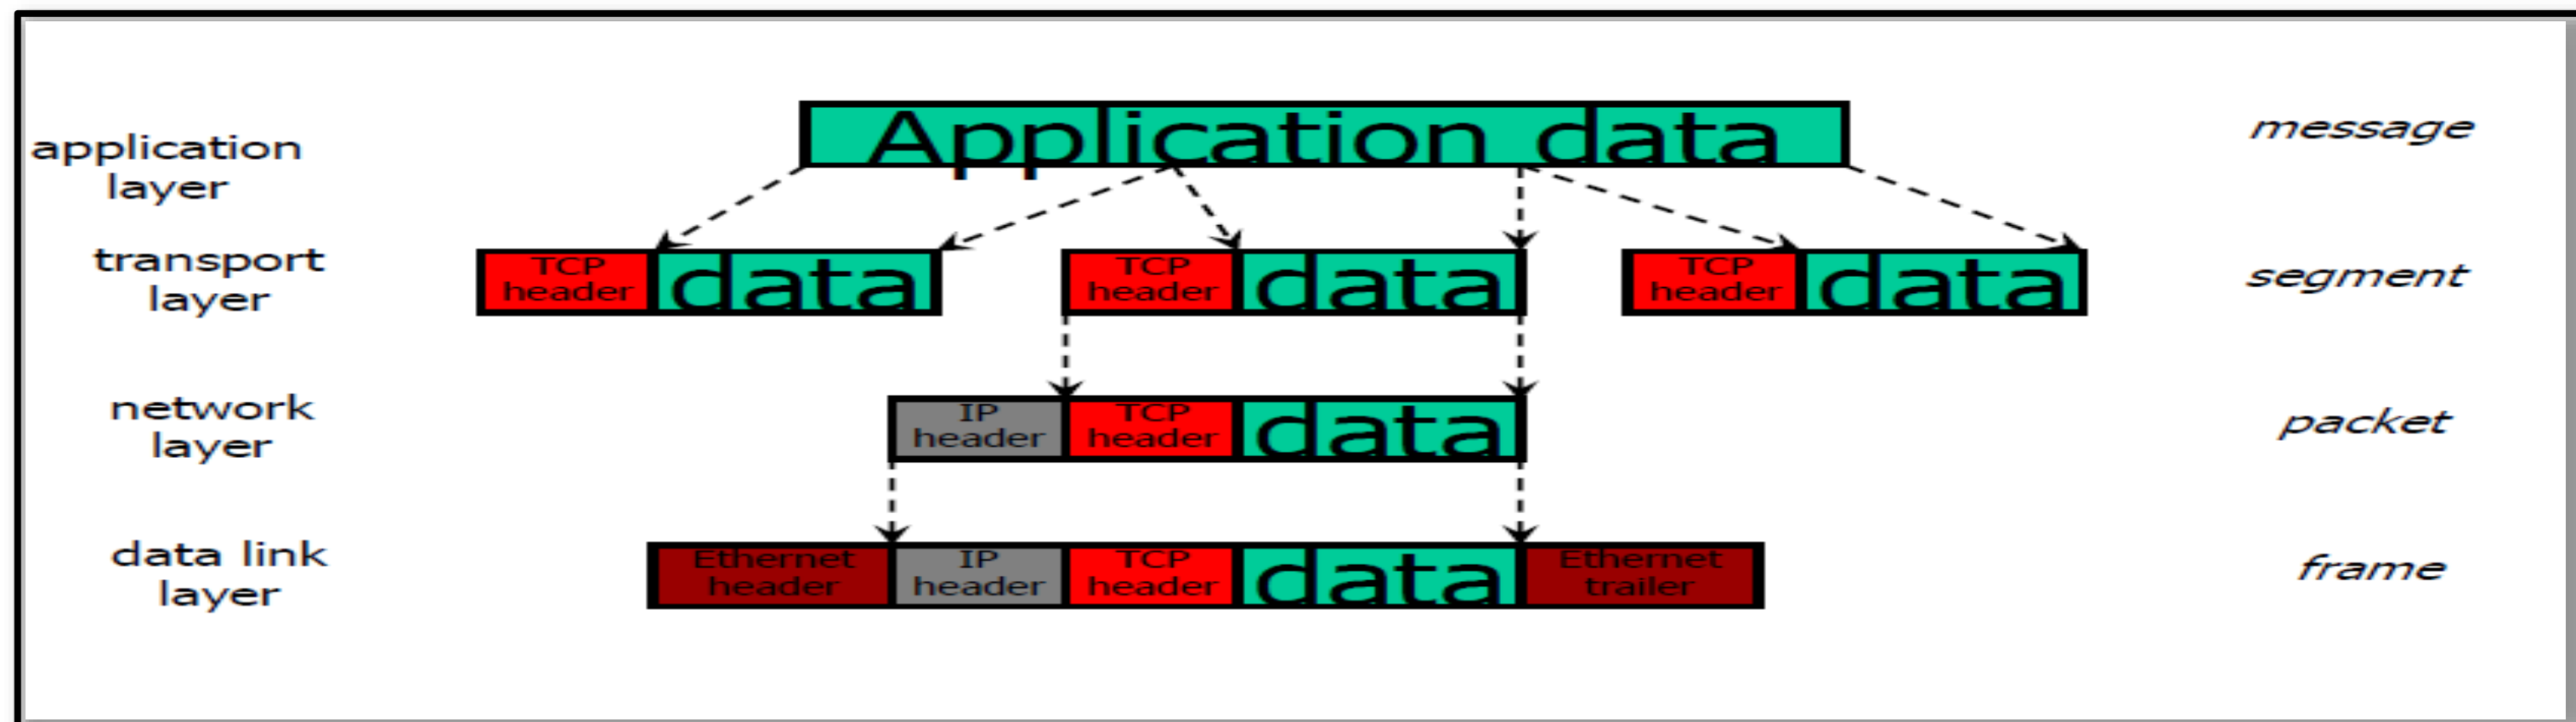 application
layer
Application data
message
transport
layer
TCP
header
data
TCP
header
data
TCP
header
data
segment
network
layer
IP
header
TCP
header
data
packet
data link
layer
Ethernet
header
IP
header
TCP
header
data
Ethernet
trailer
frame